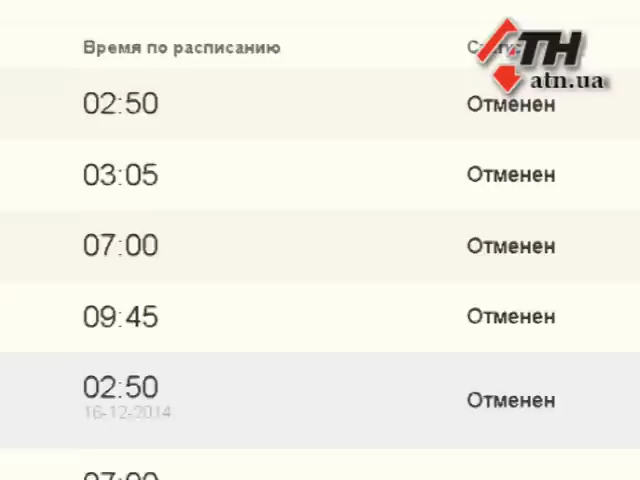 Время по расписанию
АТН
atn.ua
02:50 Отменен
03:05 Отменен
07:00 Отменен
09:45 Отменен
02:50 Отменен
16-12-2014